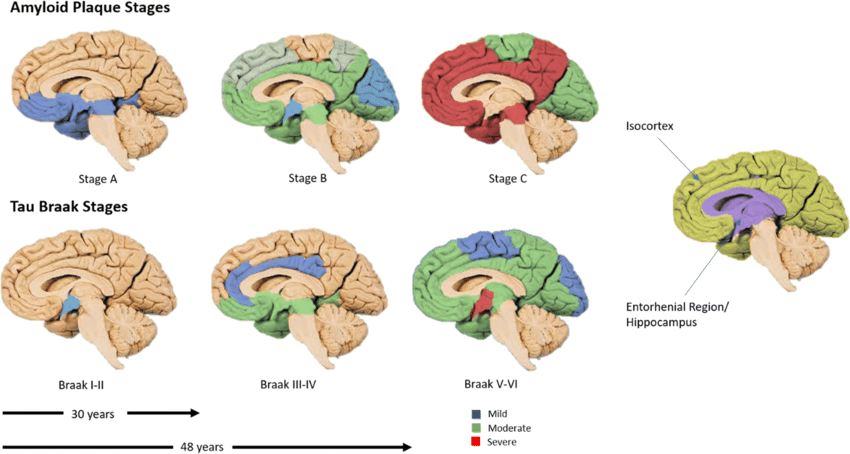 Amyloid Plaque Stages
Stage A
Stage B
Stage C
Isocortex
Tau Braak Stages
Entorhenial Region/
Hippocampus
Braak I-II
Braak III-IV
Braak V-VI
30 years
48 years
Mild
Moderate
Severe